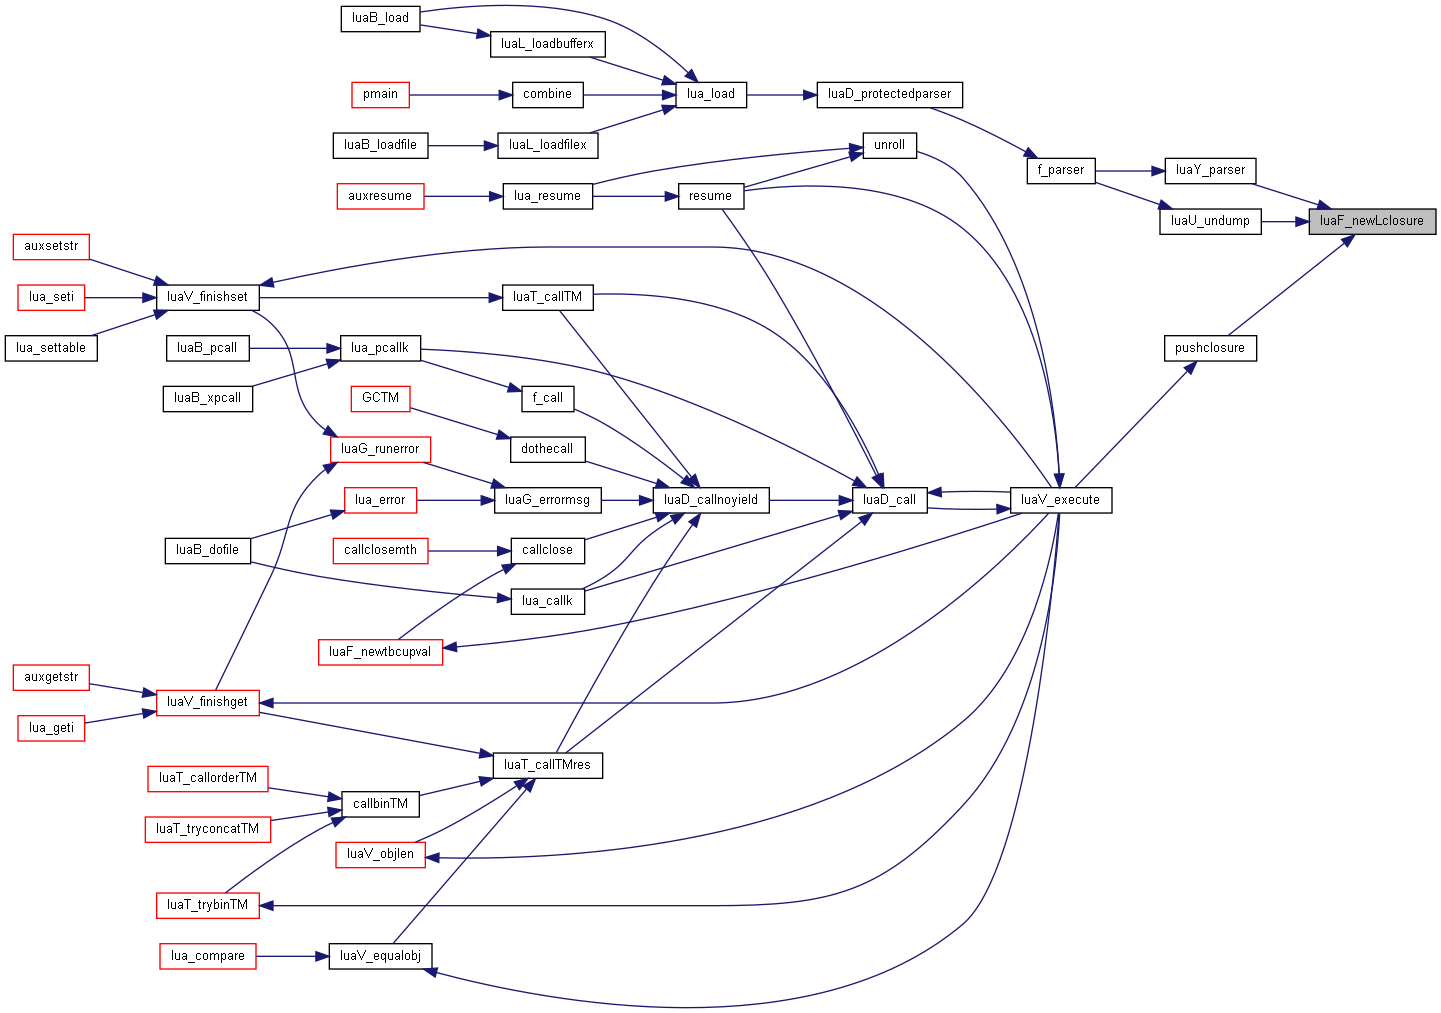 luaB_load
luaL_loadbufferx
pmain
combine
lua_load
luaD_protectedparser
luaB_loadfile
luaL_loadfilex
unroll
f_parser
luaY_parser
auxresume
lua_resume
resume
luaU_undump
luaF_newLclosure
auxsetstr
lua_seti
luaV_finishset
luaT_callTM
lua_settable
luaB_pcall
lua_pcallk
pushclosure
luaB_xpcall
GCTM
f_call
luaG_runerror
dothecall
lua_error
luaG_errormsg
luaD_callnoyield
luaD_call
luaV_execute
luaB_dofile
callclosemth
callclose
lua_callk
luaF_newtbcupval
auxgetstr
luaV_finishget
lua_geti
luaT_callTMres
luaT_callorderTM
callbinTM
luaT_tryconcatTM
luaV_objlen
luaT_trybinTM
lua_compare
luaV_equalobj